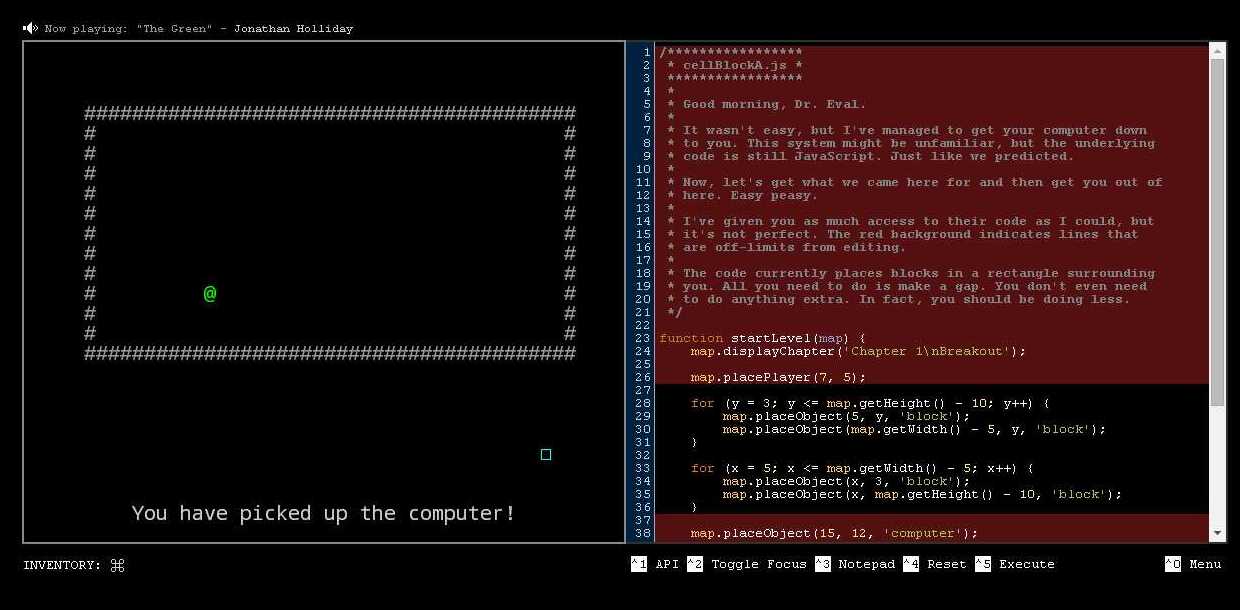 Now playing: "The Green" - Jonathan Holliday
#########################################
#                                       #
#                                       #
#                                       #
#                                       #
#                                       #
#                                       #
#                                       #
#                                       #
#         @                             #
#                                       #
#                                       #
#########################################
You have picked up the computer!
INVENTORY: ⌘
1 /*****************
2  * cellBlockA.js *
3  *****************
4  *
5  * Good morning, Dr. Eval.
6  *
7  * It wasn't easy, but I've managed to get your computer down
8  * to you. This system might be unfamiliar, but the underlying
9  * code is still JavaScript. Just like we predicted.
10  *
11  * Now, let's get what we came here for and then get you out of
12  * here. Easy peasy.
13  *
14  * I've given you as much access to their code as I could, but
15  * it's not perfect. The red background indicates lines that
16  * are off-limits from editing.
17  *
18  * The code currently places blocks in a rectangle surrounding
19  * you. All you need to do is make a gap. You don't even need
20  * to do anything extra. In fact, you should be doing less.
21  */
22
23 function startLevel(map) {
24     map.displayChapter('Chapter 1\nBreakout');
25
26     map.placePlayer(7, 5);
27
28     for (y = 3; y <= map.getHeight() - 10; y++) {
29         map.placeObject(5, y, 'block');
30         map.placeObject(map.getWidth() - 5, y, 'block');
31     }
32
33     for (x = 5; x <= map.getWidth() - 5; x++) {
34         map.placeObject(x, 3, 'block');
35         map.placeObject(x, map.getHeight() - 10, 'block');
36     }
37
38     map.placeObject(15, 12, 'computer');
^1 API ^2 Toggle Focus ^3 Notepad ^4 Reset ^5 Execute ^0 Menu